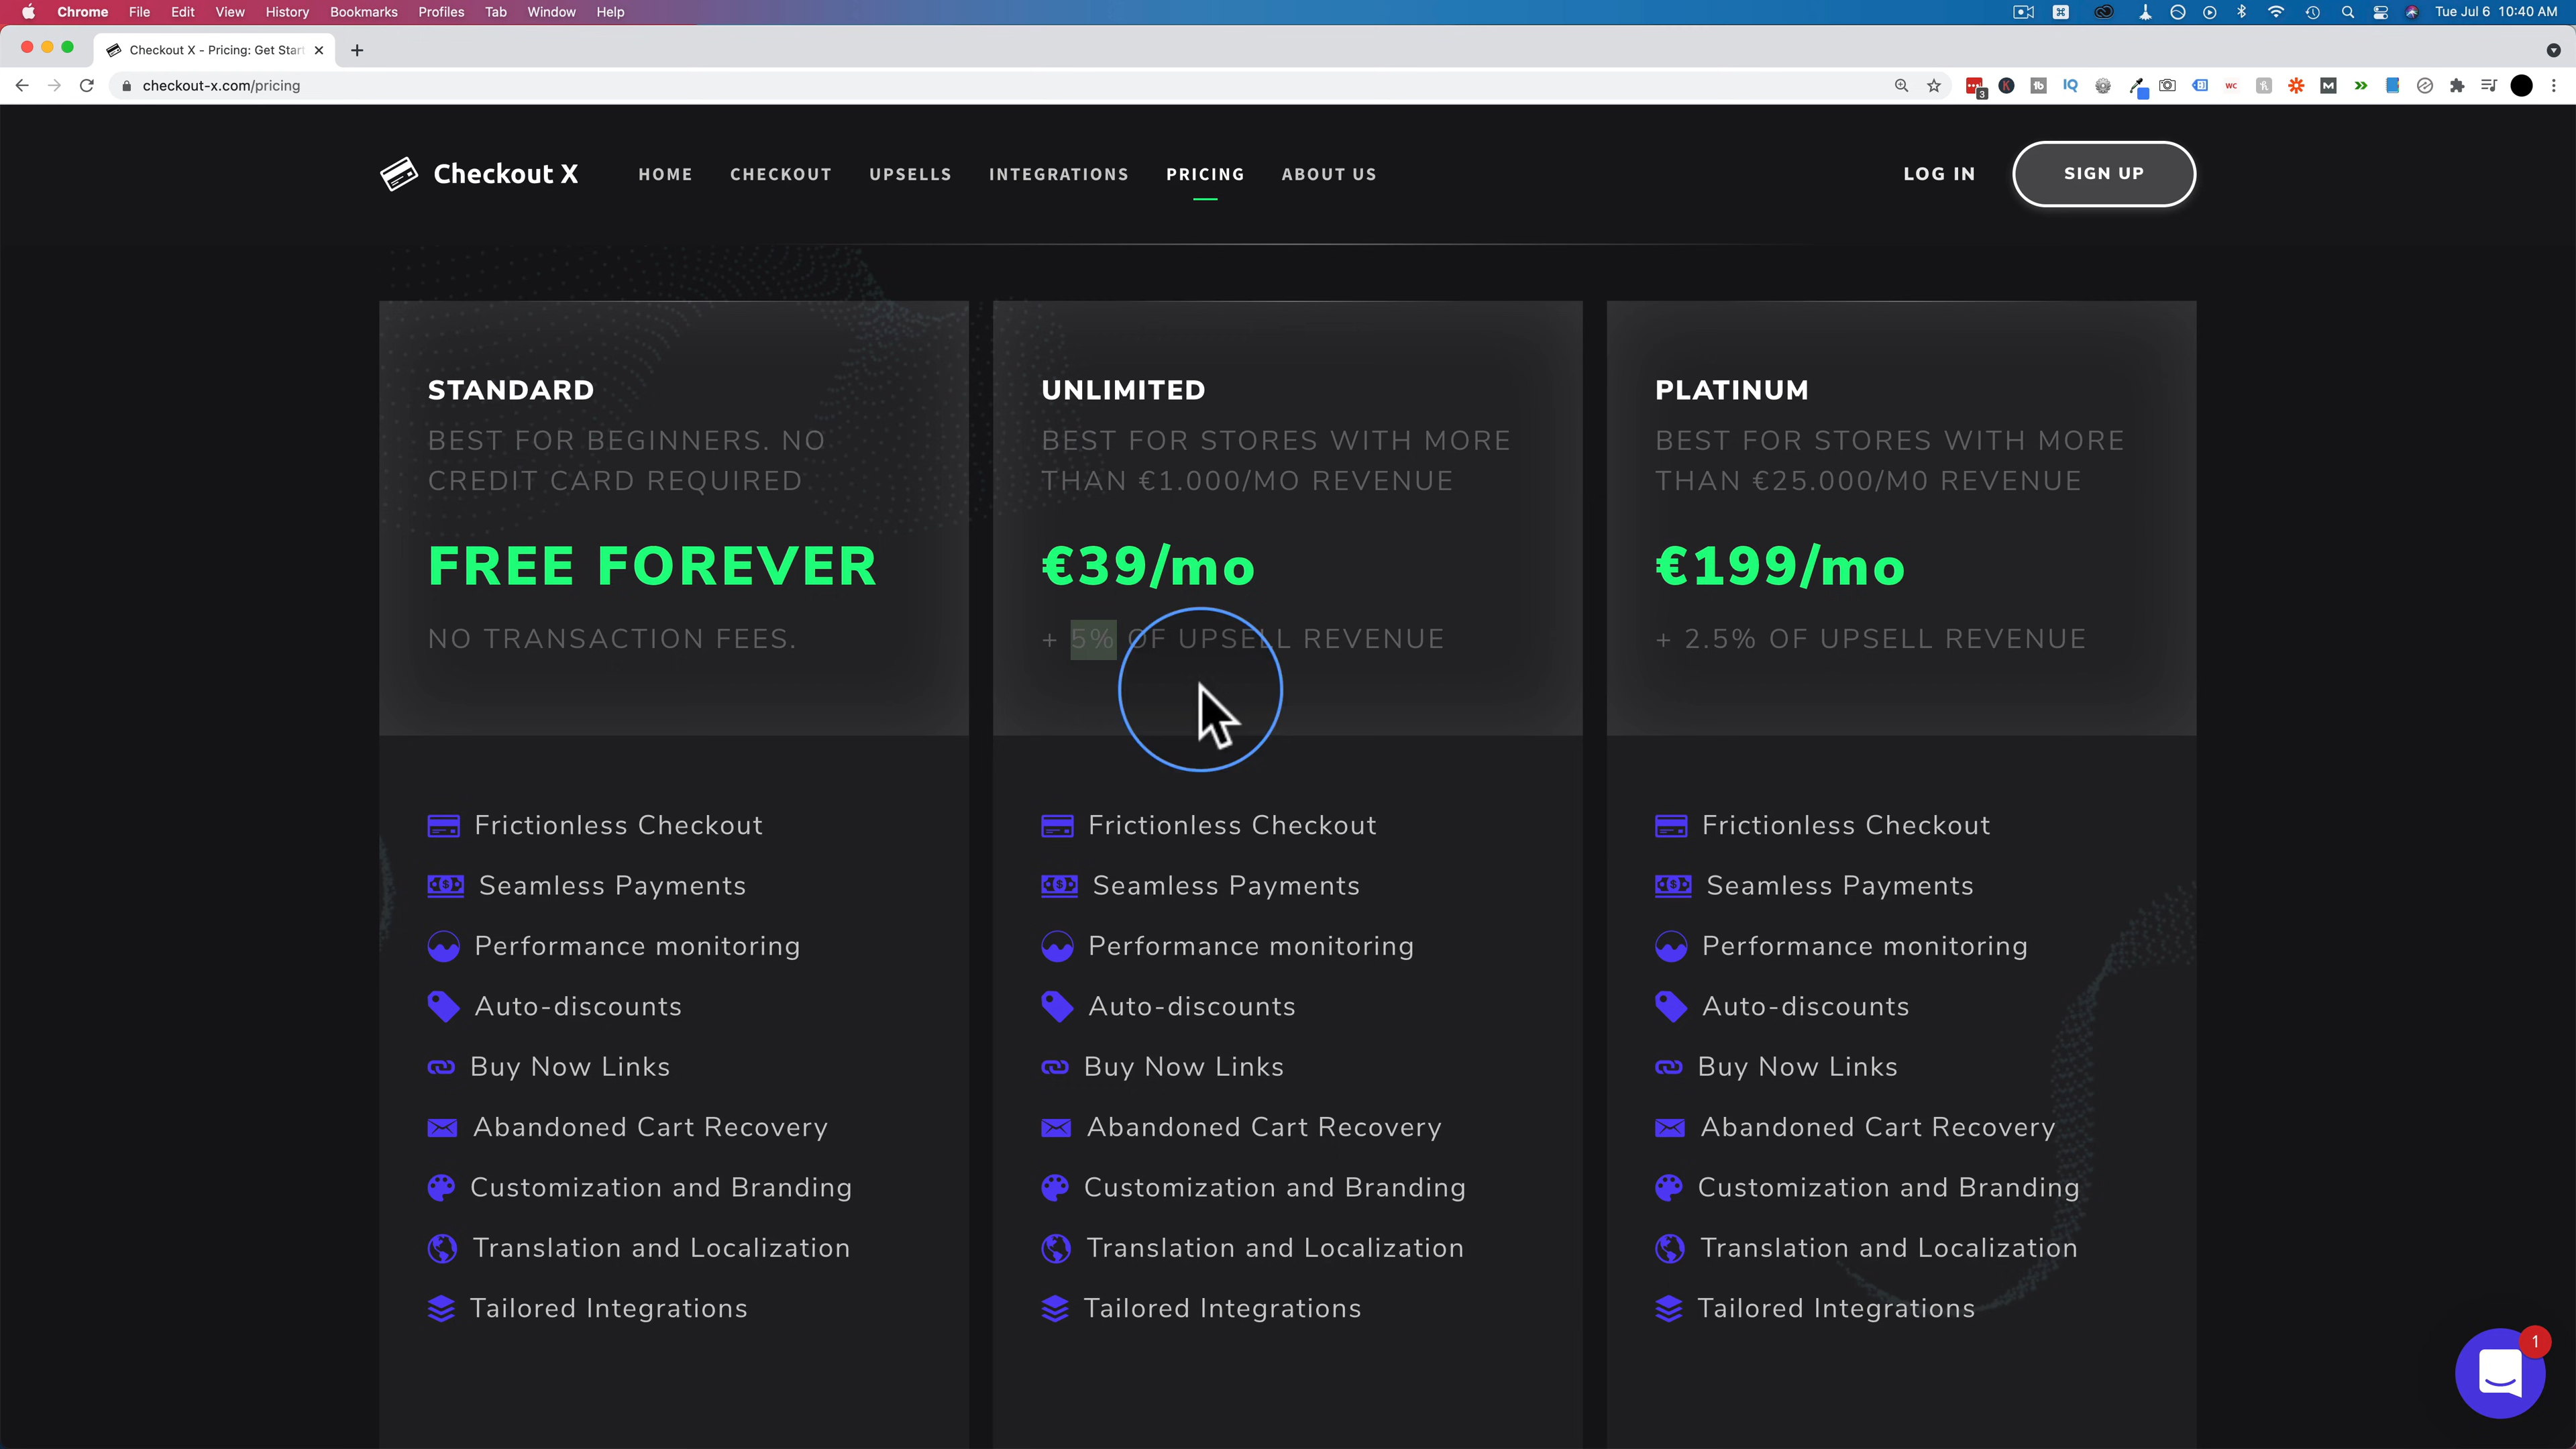 Chrome File Edit View History Bookmarks Profiles Tab Window Help Tue Jul 6 10:40 AM
Checkout X - Pricing: Get Start
checkout-x.com/pricing
3 tb IQ WC M
Checkout X HOME CHECKOUT UPSELLS INTEGRATIONS PRICING ABOUT US LOG IN SIGN UP
STANDARD
BEST FOR BEGINNERS. NO
CREDIT CARD REQUIRED
FREE FOREVER
NO TRANSACTION FEES.
Frictionless Checkout
Seamless Payments
Performance monitoring
Auto-discounts
Buy Now Links
Abandoned Cart Recovery
Customization and Branding
Translation and Localization
Tailored Integrations
UNLIMITED
BEST FOR STORES WITH MORE
THAN €1.000/MO REVENUE
€39/mo
+ 5% OF UPSELL REVENUE
Frictionless Checkout
Seamless Payments
Performance monitoring
Auto-discounts
Buy Now Links
Abandoned Cart Recovery
Customization and Branding
Translation and Localization
Tailored Integrations
PLATINUM
BEST FOR STORES WITH MORE
THAN €25.000/M0 REVENUE
€199/mo
+ 2.5% OF UPSELL REVENUE
Frictionless Checkout
Seamless Payments
Performance monitoring
Auto-discounts
Buy Now Links
Abandoned Cart Recovery
Customization and Branding
Translation and Localization
Tailored Integrations
1